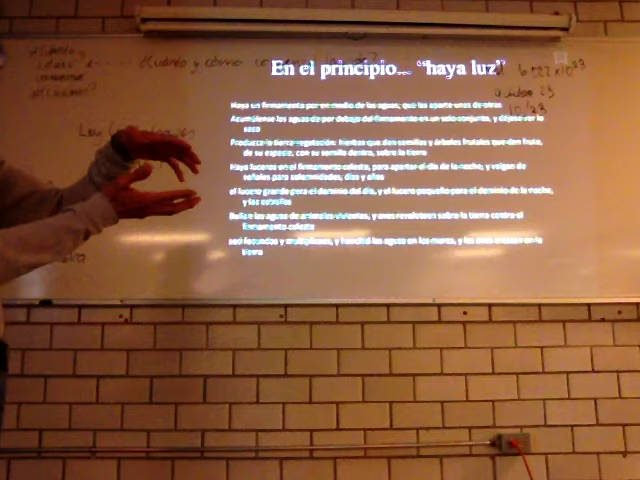 ¿Cuánto y cómo
En el principio... "haya luz"
6.022x10²³
10/23
Haya un firmamento por en medio de las aguas, que las aparte unas de otras
Acumúlense las aguas de por debajo del firmamento en un solo conjunto, y déjese ver lo
seco
Produzca la tierra vegetación: hierbas que den semillas y árboles frutales que den fruto,
de su especie, con su semilla dentro, sobre la tierra
Haya luceros en el firmamento celeste, para apartar el día de la noche, y valgan de
señales para solemnidades, días y años
el lucero grande para el dominio del día, y el lucero pequeño para el dominio de la noche,
y las estrellas
Bullan las aguas de animales vivientes, y aves revoloteen sobre la tierra contra el
firmamento celeste
sed fecundos y multiplicaos, y henchid las aguas en los mares, y las aves crezcan en la
tierra
Ley